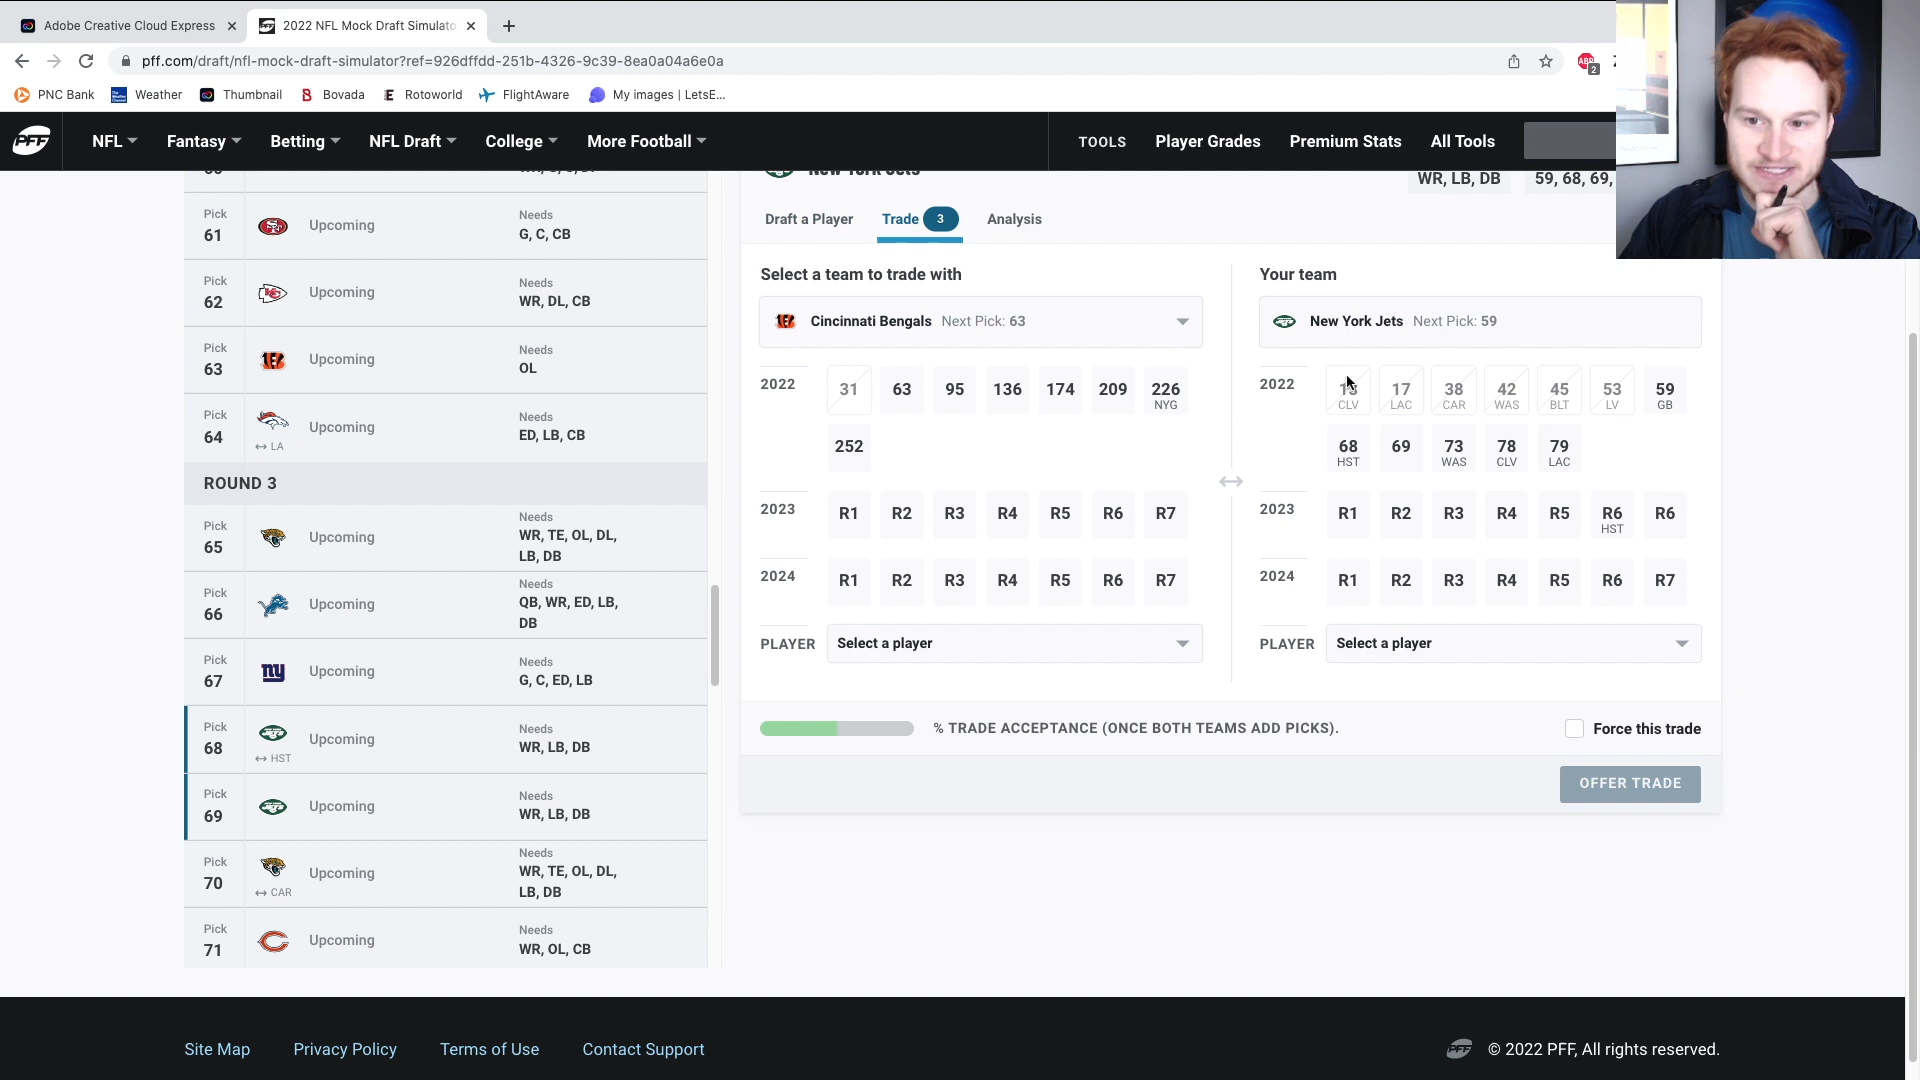 Adobe Creative Cloud Express
2022 NFL Mock Draft Simulato
pff.com/draft/nfl-mock-draft-simulator?ref=926dffdd-251b-4326-9c39-8ea0a04a6e0a
ABP
2
PNC Bank
Weather
Thumbnail
Bovada
Rotoworld
FlightAware
My images | LetsE...
PFF
NFL
Fantasy
Betting
NFL Draft
College
More Football
TOOLS
Player Grades
Premium Stats
All Tools
New York Jets
WR, LB, DB
59, 68, 69,
Pick
61
Upcoming
Needs
G, C, CB
Pick
62
Upcoming
Needs
WR, DL, CB
Pick
63
Upcoming
Needs
OL
Pick
64
↔ LA
Upcoming
Needs
ED, LB, CB
ROUND 3
Pick
65
Upcoming
Needs
WR, TE, OL, DL,
LB, DB
Pick
66
Upcoming
Needs
QB, WR, ED, LB,
DB
Pick
67
ny
Upcoming
Needs
G, C, ED, LB
Pick
68
↔ HST
Upcoming
Needs
WR, LB, DB
Pick
69
Upcoming
Needs
WR, LB, DB
Pick
70
↔ CAR
Upcoming
Needs
WR, TE, OL, DL,
LB, DB
Pick
71
Upcoming
Needs
WR, OL, CB
Draft a Player
Trade 3
Analysis
Select a team to trade with
Cincinnati Bengals Next Pick: 63
2022
31 63 95 136 174 209 226
NYG
252
2023
R1 R2 R3 R4 R5 R6 R7
2024
R1 R2 R3 R4 R5 R6 R7
PLAYER
Select a player
Your team
New York Jets Next Pick: 59
2022
17 38 42 45 53 59
CLV LAC CAR WAS BLT LV GB
68 69 73 78 79
HST WAS CLV LAC
2023
R1 R2 R3 R4 R5 R6 R6
HST
2024
R1 R2 R3 R4 R5 R6 R7
PLAYER
Select a player
% TRADE ACCEPTANCE (ONCE BOTH TEAMS ADD PICKS).
Force this trade
OFFER TRADE
Site Map
Privacy Policy
Terms of Use
Contact Support
PFF
© 2022 PFF, All rights reserved.